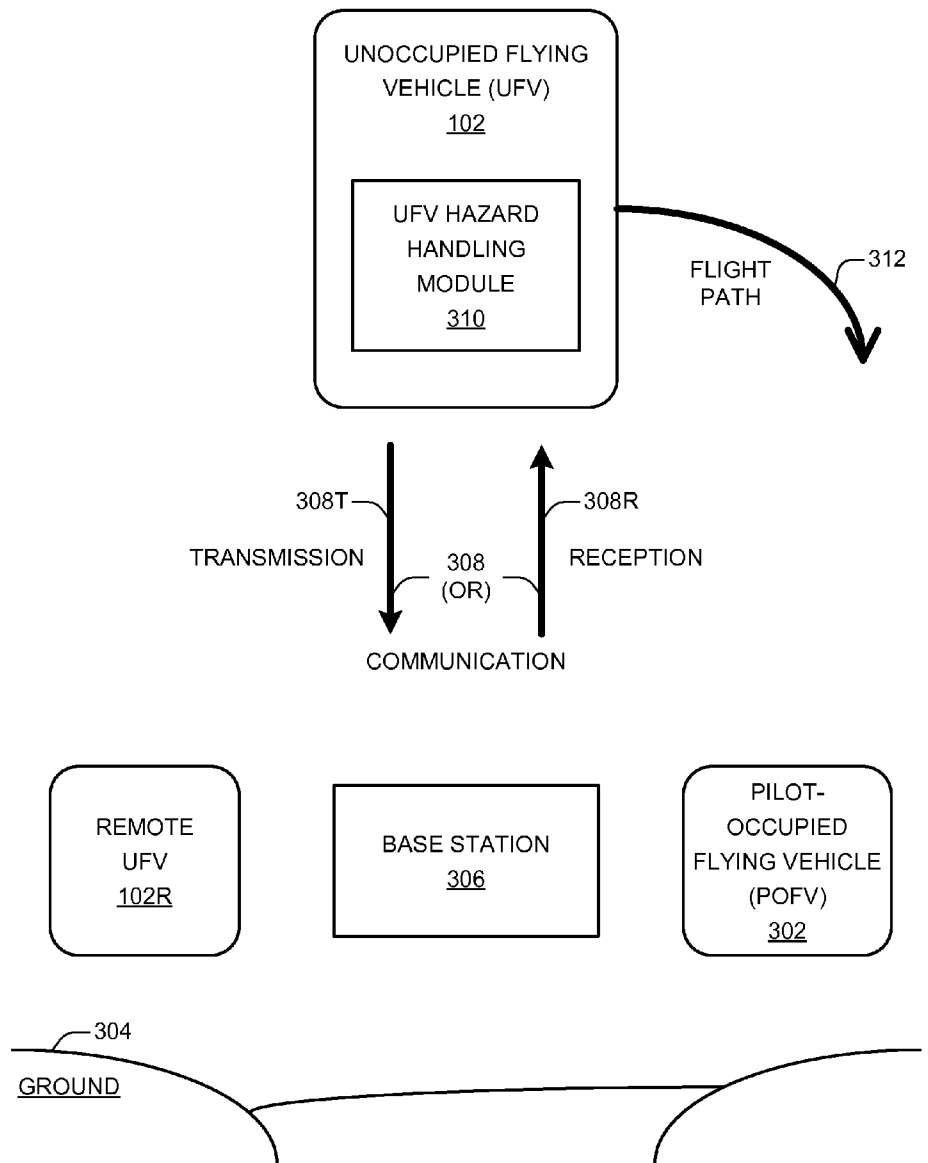 UNOCCUPIED FLYING
VEHICLE (UFV)
102
UFV HAZARD
HANDLING
MODULE
310
312
FLIGHT
PATH
308T
308R
TRANSMISSION
308
(OR)
RECEPTION
COMMUNICATION
REMOTE
UFV
102R
BASE STATION
306
PILOT-
OCCUPIED
FLYING VEHICLE
(POFV)
302
304
GROUND